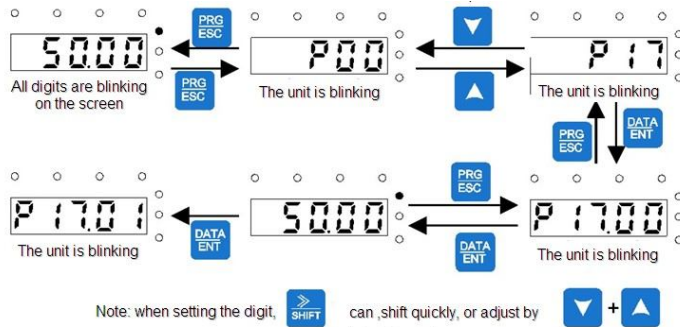 PRG
ESC
50.00
P00
P17
All digits are blinking
on the screen
PRG
ESC
The unit is blinking
The unit is blinking
PRG
ESC
DATA
ENT
PRG
ESC
P17.01
50.00
P17.00
The unit is blinking
DATA
ENT
DATA
ENT
The unit is blinking
Note: when setting the digit,
SHIFT
can ,shift quickly, or adjust by
+